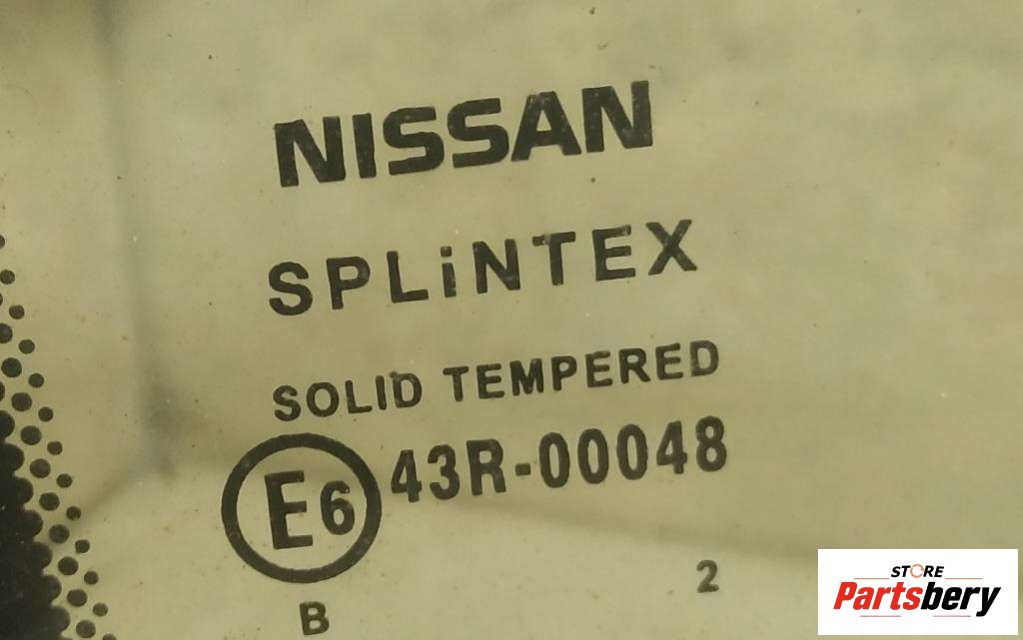 NISSAN
SPLiNTEX
SOLID TEMPERED
E6 43R-00048
B 2
STORE
Partsbery